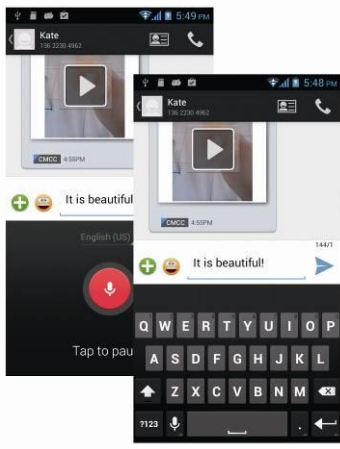 5:49 PM
Kate
136 2230 4962
CMCC 4:55PM
It is beautiful
English (US)
Tap to pau
5:48 PM
Kate
136 2230 4962
CMCC 4:55PM
144/1
It is beautiful!
Q W E R T Y U I O P
A S D F G H J K L
Z X C V B N M
?123 .